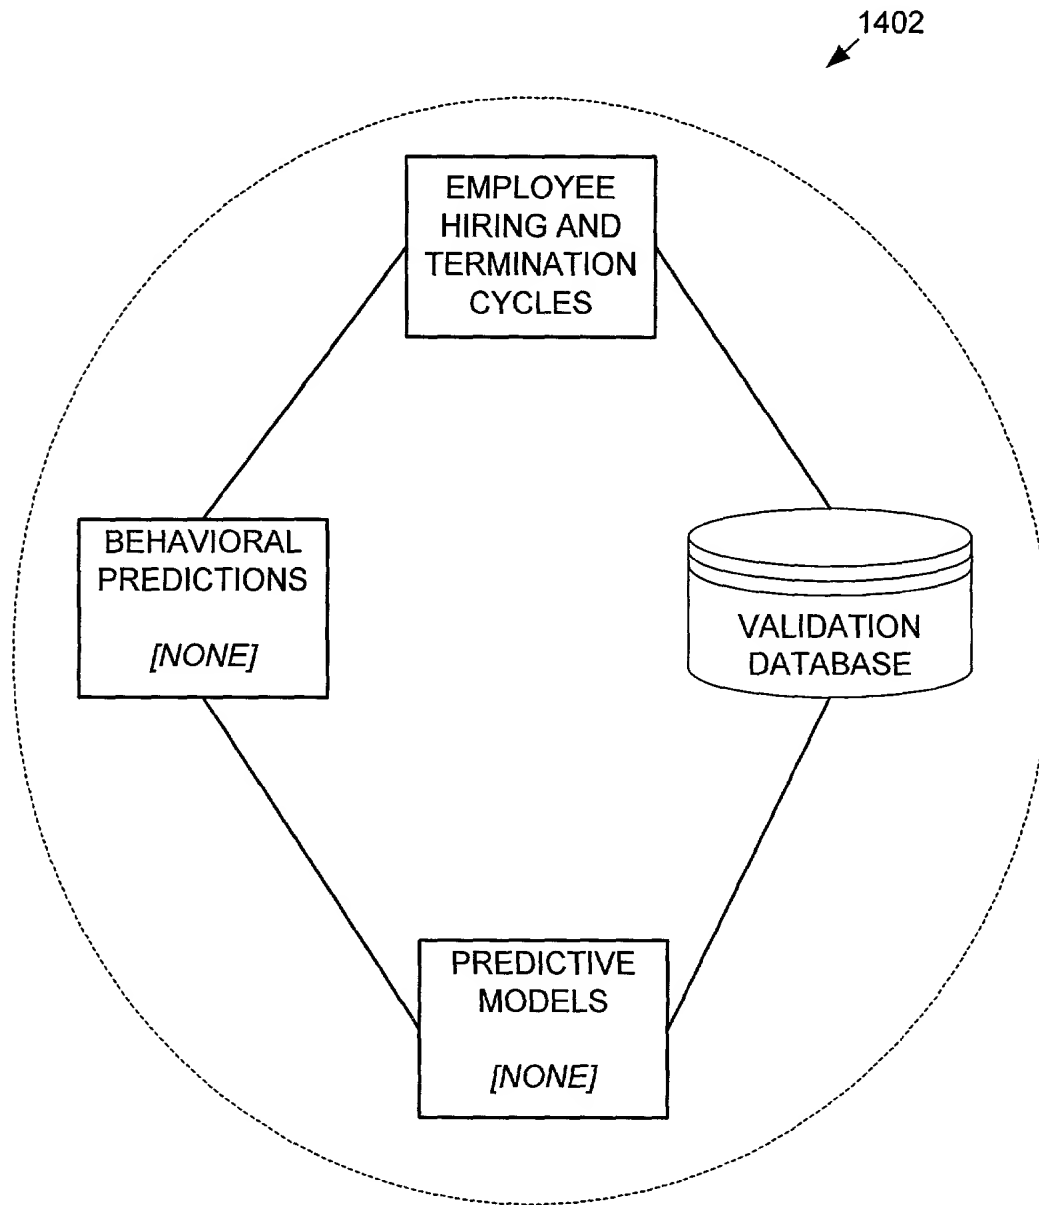 1402
EMPLOYEE
HIRING AND
TERMINATION
CYCLES
BEHAVIORAL
PREDICTIONS
[NONE]
VALIDATION
DATABASE
PREDICTIVE
MODELS
[NONE]